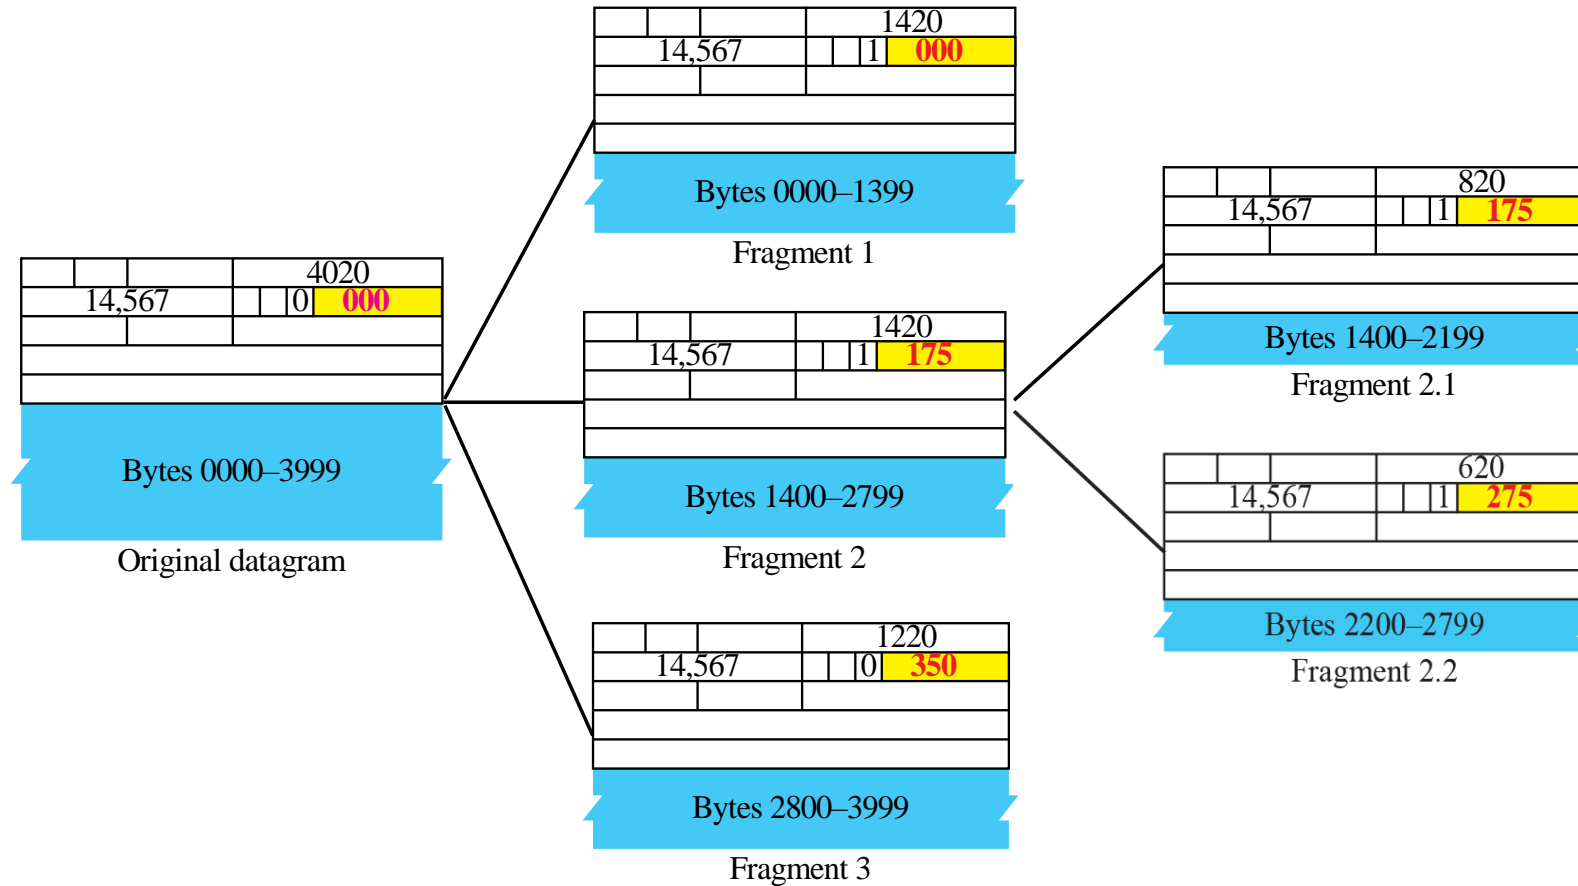 4020
14,567 0 000
Bytes 0000–3999
Original datagram
1420
14,567 1 000
Bytes 0000–1399
Fragment 1
1420
14,567 1 175
Bytes 1400–2799
Fragment 2
1220
14,567 0 350
Bytes 2800–3999
Fragment 3
820
14,567 1 175
Bytes 1400–2199
Fragment 2.1
620
14,567 1 275
Bytes 2200–2799
Fragment 2.2